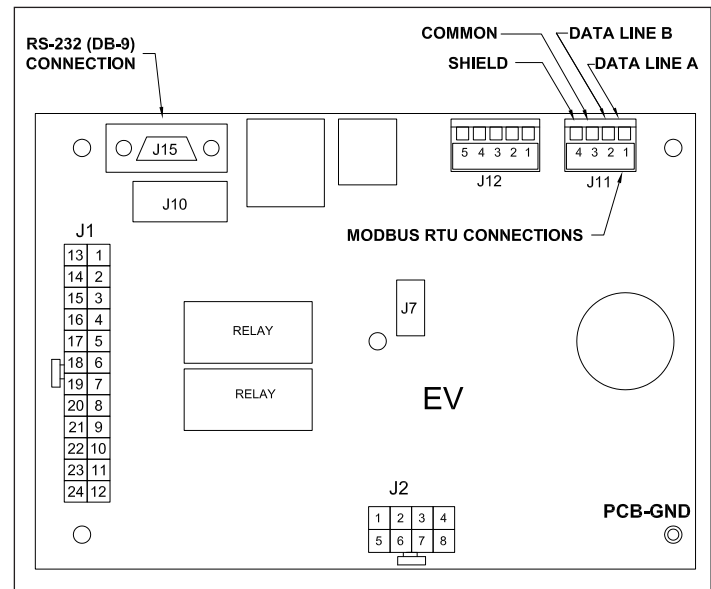 RS-232 (DB-9)
CONNECTION
COMMON
SHIELD
DATA LINE B
DATA LINE A
J15
J10
5 4 3 2 1
J12
4 3 2 1
J11
MODBUS RTU CONNECTIONS
J1
13 1
14 2
15 3
16 4
17 5
18 6
19 7
20 8
21 9
22 10
23 11
24 12
RELAY
RELAY
J7
EV
J2
1 2 3 4
5 6 7 8
PCB-GND